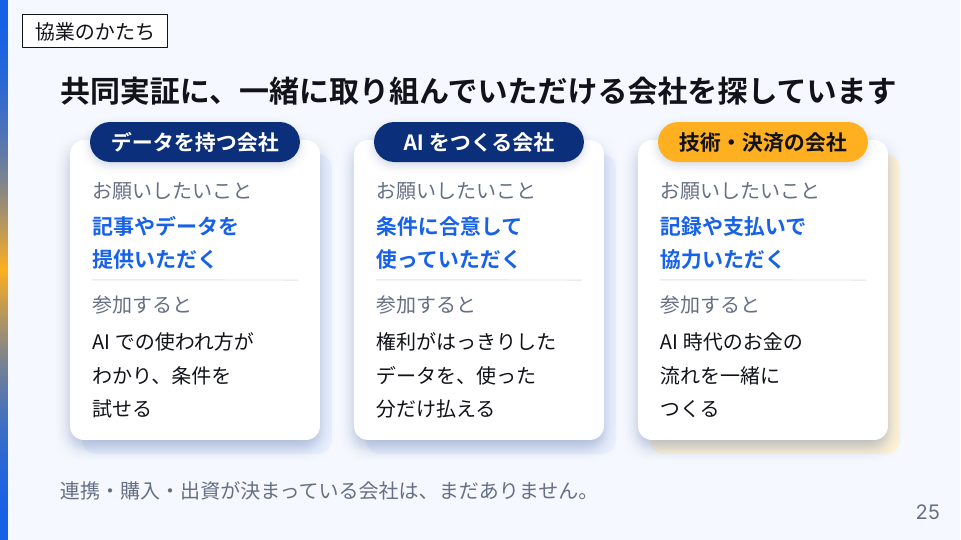 協業のかたち
共同実証に、一緒に取り組んでいただける会社を探しています
データを持つ会社
お願いしたいこと
記事やデータを
提供いただく
参加すると
AI での使われ方が
わかり、条件を
試せる
AI をつくる会社
お願いしたいこと
条件に合意して
使っていただく
参加すると
権利がはっきりした
データを、使った
分だけ払える
技術・決済の会社
お願いしたいこと
記録や支払いで
協力いただく
参加すると
AI 時代のお金の
流れを一緒に
つくる
連携・購入・出資が決まっている会社は、まだありません。
25